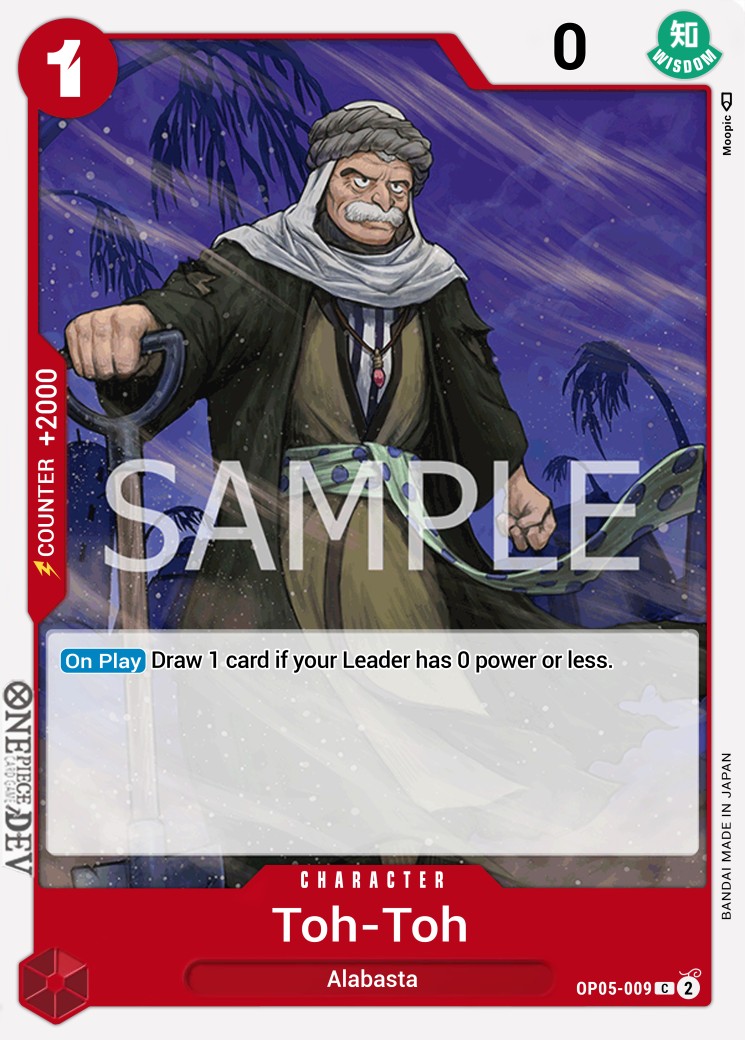 1
0
知
WISDOM
Moopic
COUNTER +2000
SAMPLE
On Play Draw 1 card if your Leader has 0 power or less.
ONE PIECE
CARD GAME
DEV
BANDAI MADE IN JAPAN
CHARACTER
Toh-Toh
Alabasta
OP05-009 C 2